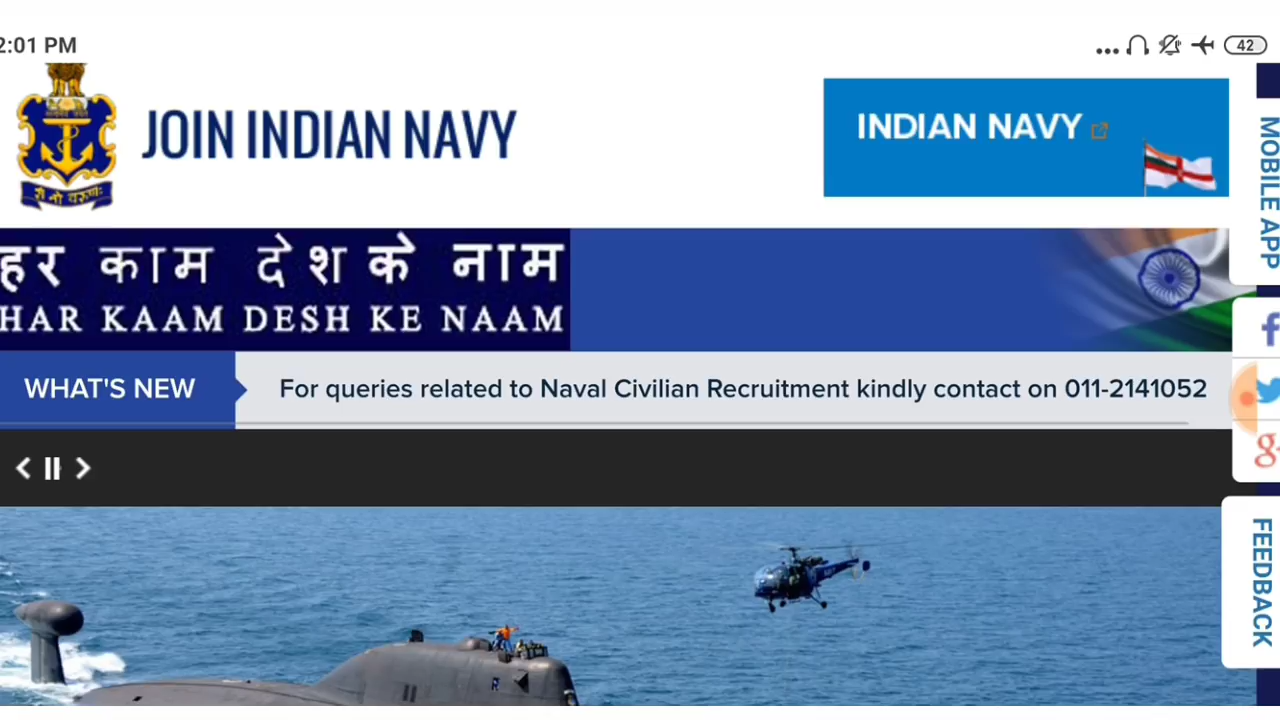 2:01 PM
42
JOIN INDIAN NAVY
INDIAN NAVY
MOBILE APP
शं नो वरुणः
हर काम देश के नाम
HAR KAAM DESH KE NAAM
WHAT'S NEW
For queries related to Naval Civilian Recruitment kindly contact on 011-2141052
FEEDBACK